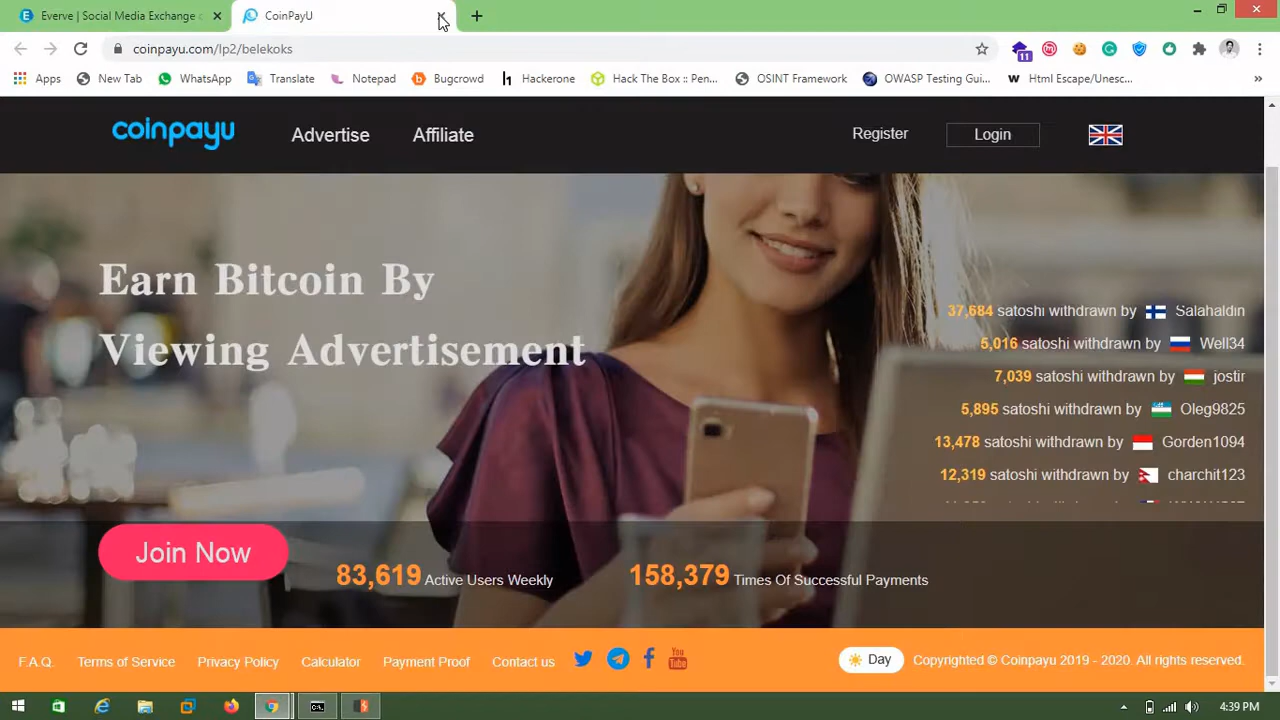 Everve | Social Media Exchange
CoinPayU
coinpayu.com/lp2/belekoks
Apps
New Tab
WhatsApp
Translate
Notepad
Bugcrowd
Hackerone
Hack The Box :: Pen...
OSINT Framework
OWASP Testing Gui...
Html Escape/Unesc...
»
11
coinpayu
Advertise
Affiliate
Register
Login
Earn Bitcoin By
Viewing Advertisement
37,684 satoshi withdrawn by Salahaldin
5,016 satoshi withdrawn by Well34
7,039 satoshi withdrawn by jostir
5,895 satoshi withdrawn by Oleg9825
13,478 satoshi withdrawn by Gorden1094
12,319 satoshi withdrawn by charchit123
Join Now
83,619 Active Users Weekly
158,379 Times Of Successful Payments
F.A.Q.
Terms of Service
Privacy Policy
Calculator
Payment Proof
Contact us
You Tube
Day
Copyrighted © Coinpayu 2019 - 2020. All rights reserved.
4:39 PM